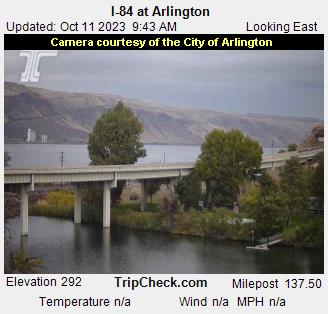 I-84 at Arlington
Updated: Oct 11 2023 9:43 AM Looking East
Camera courtesy of the City of Arlington
Elevation 292 TripCheck.com Milepost 137.50
Temperature n/a Wind n/a MPH n/a